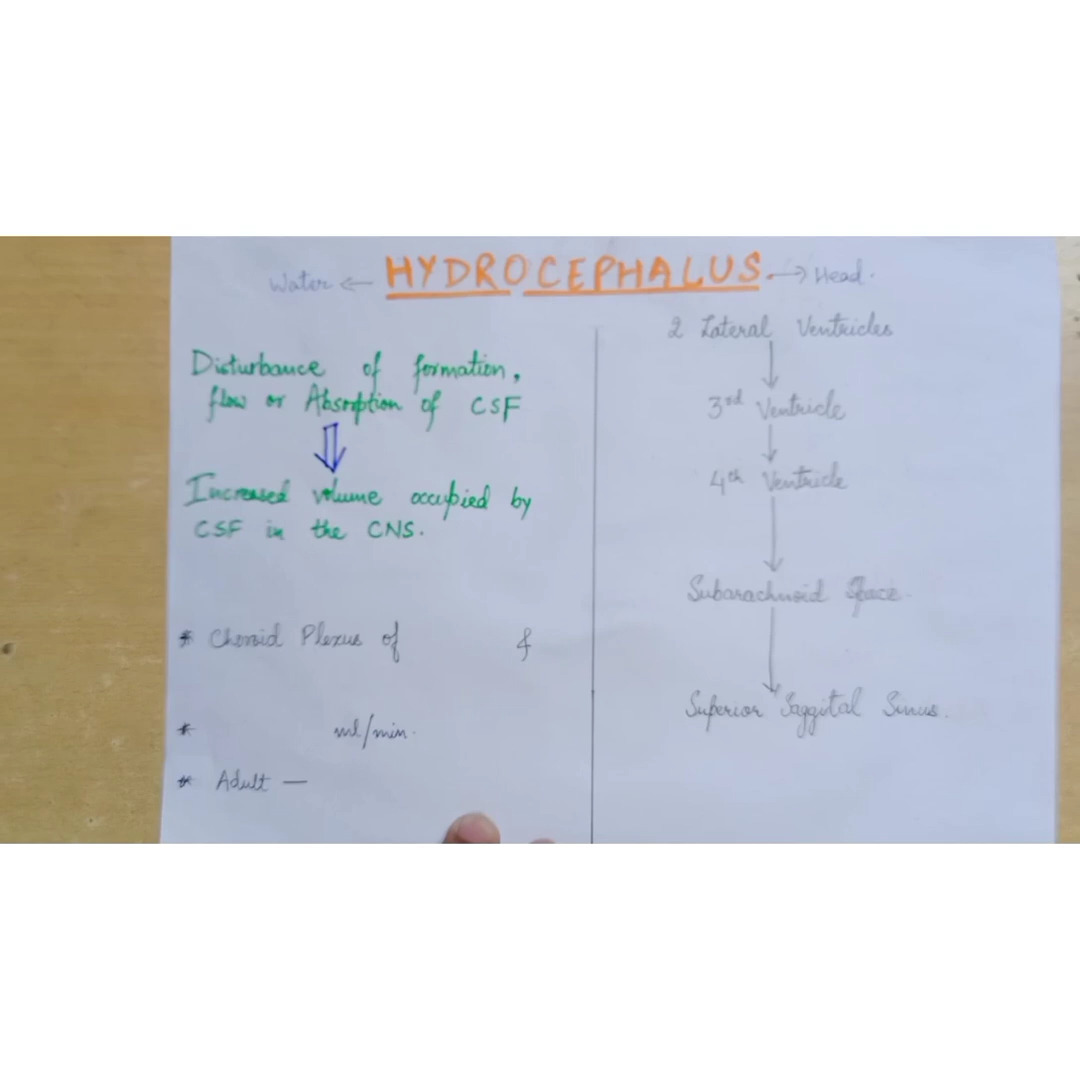 Water ← HYDROCEPHALUS → Head.
Disturbance of formation,
flow or Absorption of CSF
⇓
Increased volume occupied by
CSF in the CNS.
* Choroid Plexus of &
* ml/min.
* Adult —
2 Lateral Ventricles
↓
3rd Ventricle
↓
4th Ventricle
↓
Subarachnoid Space.
↓
Superior Saggital Sinus.